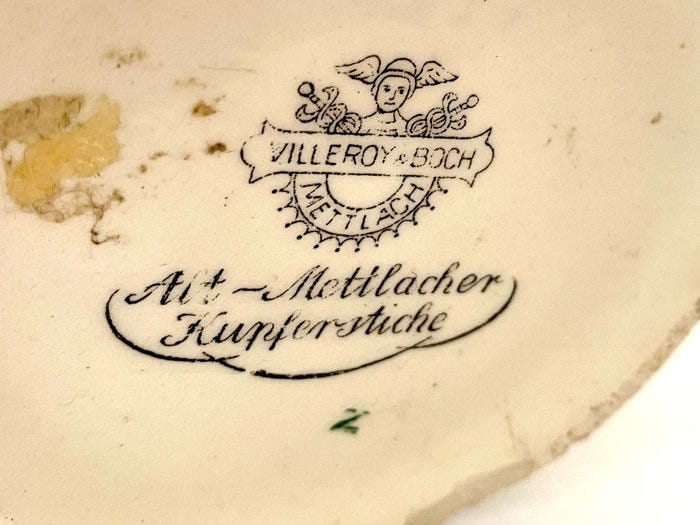 VILLEROY & BOCH
METTLACH
Alt-Mettlacher
Kupferstiche
Z